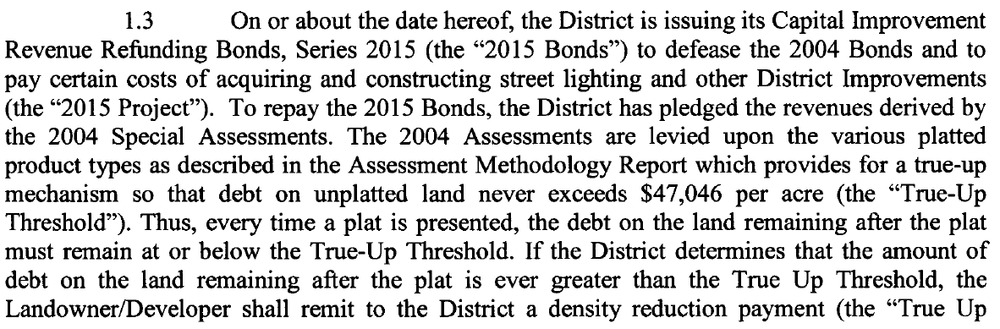 1.3 On or about the date hereof, the District is issuing its Capital Improvement
Revenue Refunding Bonds, Series 2015 (the “2015 Bonds”) to defease the 2004 Bonds and to
pay certain costs of acquiring and constructing street lighting and other District Improvements
(the “2015 Project”). To repay the 2015 Bonds, the District has pledged the revenues derived by
the 2004 Special Assessments. The 2004 Assessments are levied upon the various platted
product types as described in the Assessment Methodology Report which provides for a true-up
mechanism so that debt on unplatted land never exceeds $47,046 per acre (the “True-Up
Threshold”). Thus, every time a plat is presented, the debt on the land remaining after the plat
must remain at or below the True-Up Threshold. If the District determines that the amount of
debt on the land remaining after the plat is ever greater than the True Up Threshold, the
Landowner/Developer shall remit to the District a density reduction payment (the “True Up